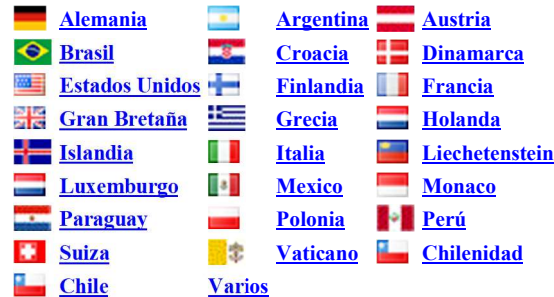 Alemania Argentina Austria
Brasil Croacia Dinamarca
Estados Unidos Finlandia Francia
Gran Bretaña Grecia Holanda
Islandia Italia Liechetenstein
Luxemburgo Mexico Monaco
Paraguay Polonia Perú
Suiza Vaticano Chilenidad
Chile Varios